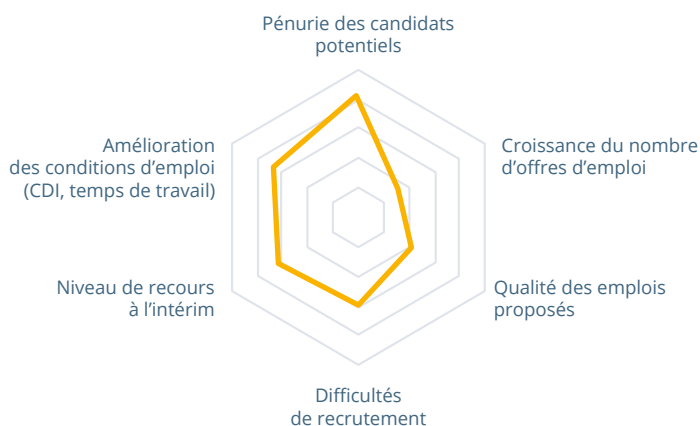 Pénurie des candidats
potentiels
Amélioration
des conditions d’emploi
(CDI, temps de travail)
Croissance du nombre
d’offres d’emploi
Niveau de recours
à l’intérim
Qualité des emplois
proposés
Difficultés
de recrutement